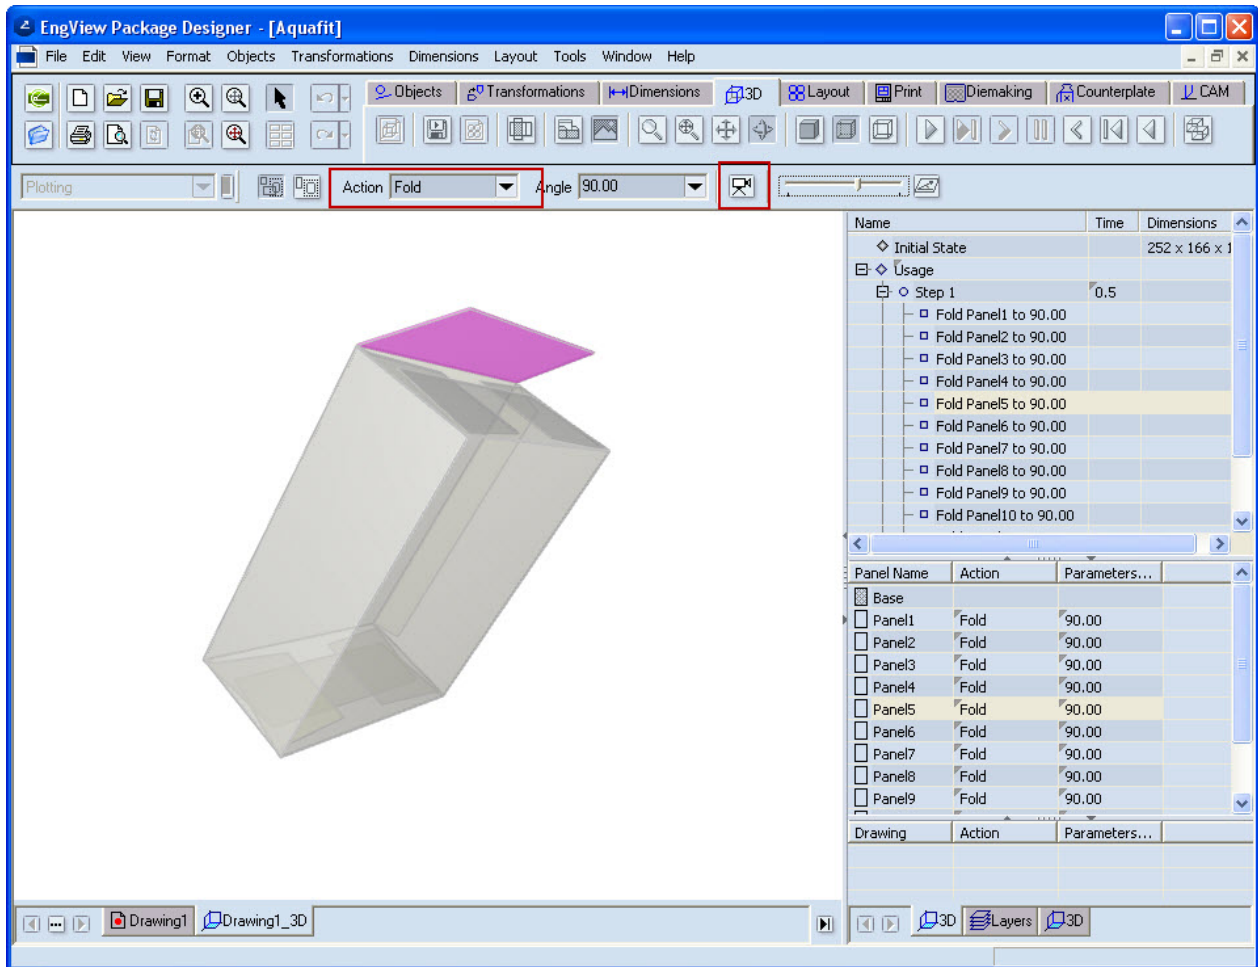 EngView Package Designer - [Aquafit]
File Edit View Format Objects Transformations Dimensions Layout Tools Window Help
Objects Transformations Dimensions 3D Layout Print Diemaking Counterplate CAM
Plotting Action Fold Angle 90.00
Name Time Dimensions
Initial State 252 x 166 x 1
Usage
Step 1 0.5
Fold Panel1 to 90.00
Fold Panel2 to 90.00
Fold Panel3 to 90.00
Fold Panel4 to 90.00
Fold Panel5 to 90.00
Fold Panel6 to 90.00
Fold Panel7 to 90.00
Fold Panel8 to 90.00
Fold Panel9 to 90.00
Fold Panel10 to 90.00
Panel Name Action Parameters...
Base
Panel1 Fold 90.00
Panel2 Fold 90.00
Panel3 Fold 90.00
Panel4 Fold 90.00
Panel5 Fold 90.00
Panel6 Fold 90.00
Panel7 Fold 90.00
Panel8 Fold 90.00
Panel9 Fold 90.00
Drawing Action Parameters...
Drawing1 Drawing1_3D 3D Layers 3D